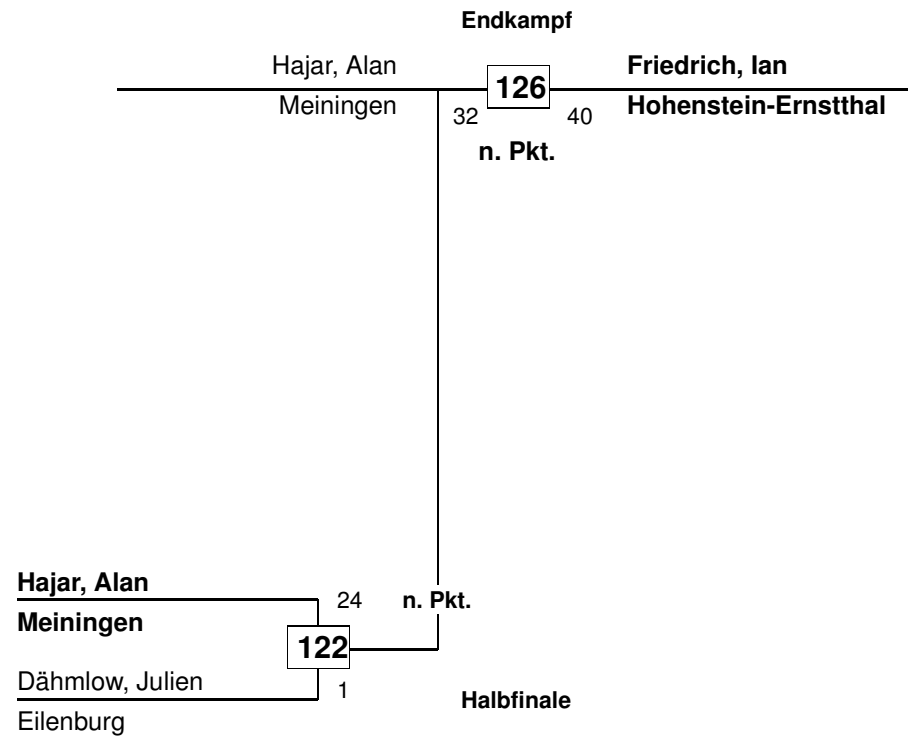 Endkampf
Hajar, Alan
126
Friedrich, Ian
Meiningen
32
40
Hohenstein-Ernstthal
n. Pkt.
Hajar, Alan
24
n. Pkt.
Meiningen
122
Dähmlow, Julien
1
Halbfinale
Eilenburg